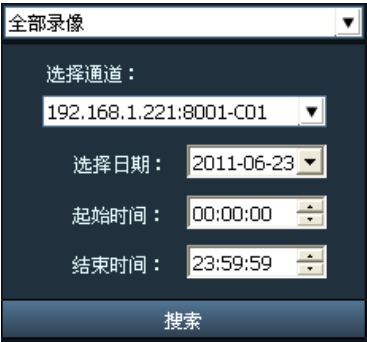 全部录像
选择通道：
192.168.1.221:8001-C01
选择日期： 2011-06-23
起始时间： 00:00:00
结束时间： 23:59:59
搜索